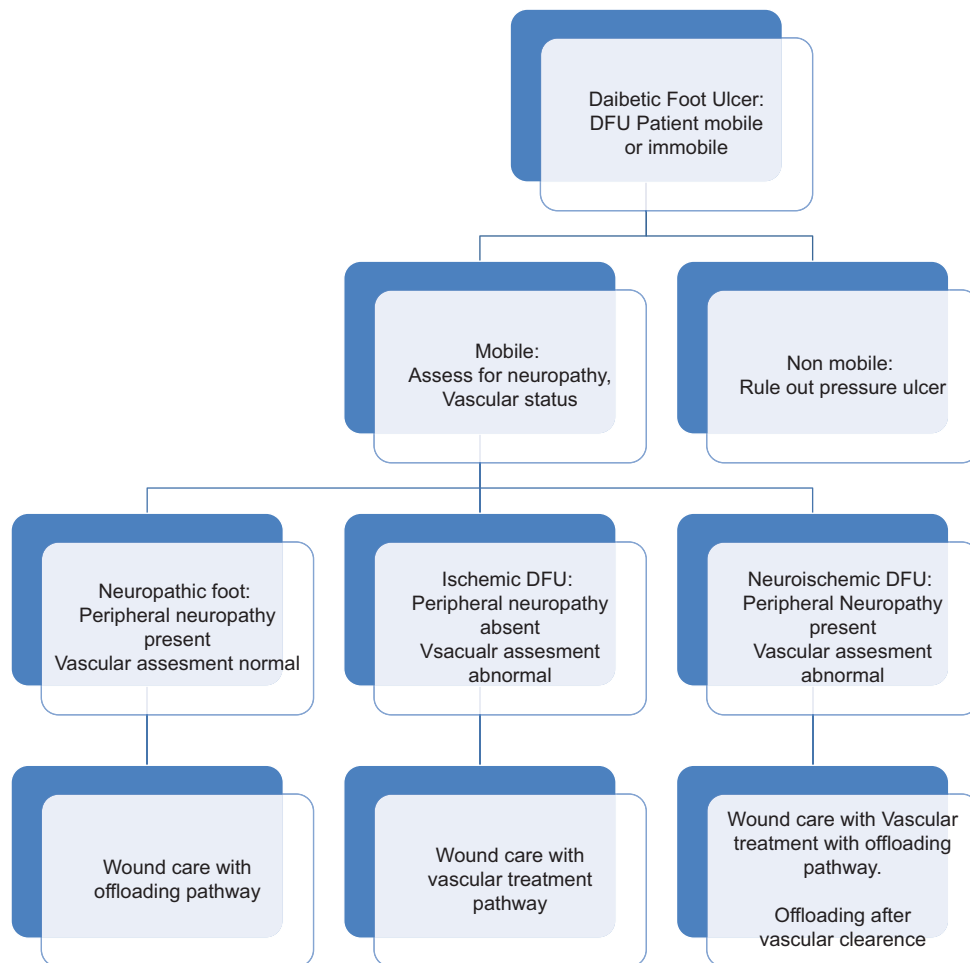 Daibetic Foot Ulcer:
DFU Patient mobile
or immobile
Mobile:
Assess for neuropathy,
Vascular status
Non mobile:
Rule out pressure ulcer
Neuropathic foot:
Peripheral neuropathy
present
Vascular assesment normal
Ischemic DFU:
Peripheral neuropathy
absent
Vsacualr assesment
abnormal
Neuroischemic DFU:
Peripheral Neuropathy
present
Vascular assesment
abnormal
Wound care with
offloading pathway
Wound care with
vascular treatment
pathway
Wound care with Vascular
treatment with offloading
pathway.
Offloading after
vascular clearence